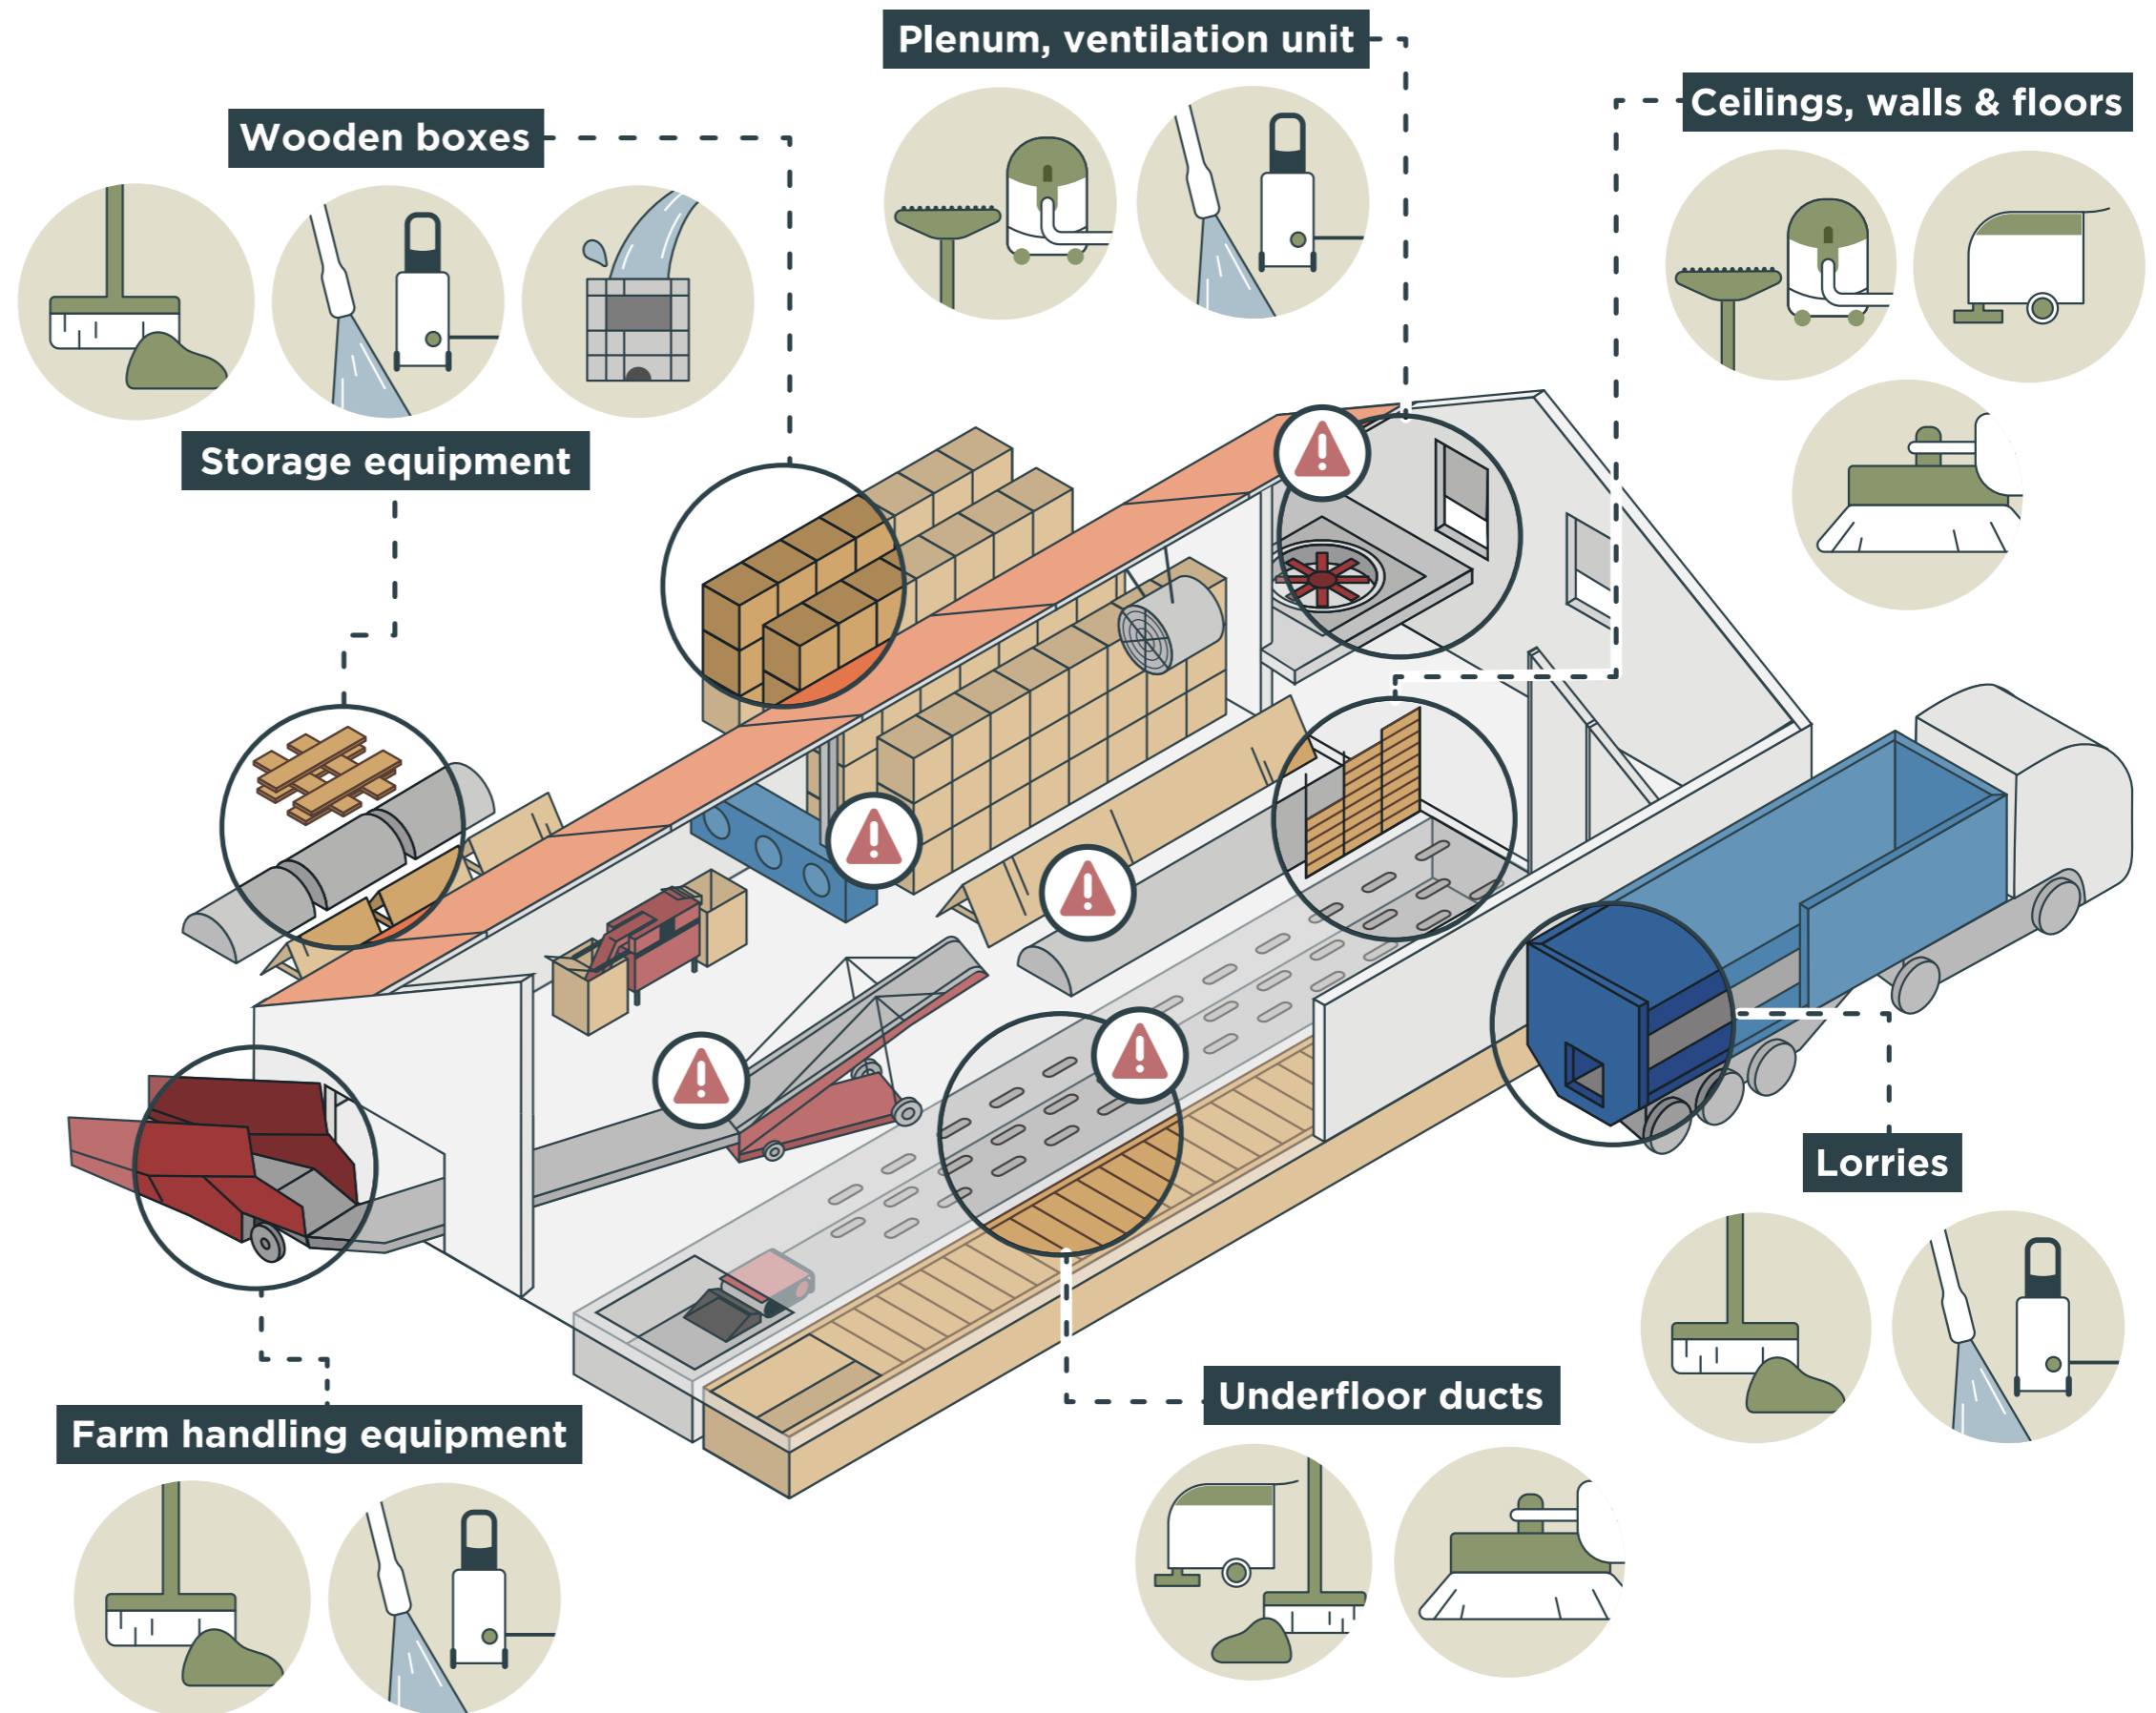 Plenum, ventilation unit
Ceilings, walls & floors
Wooden boxes
Storage equipment
Lorries
Underfloor ducts
Farm handling equipment